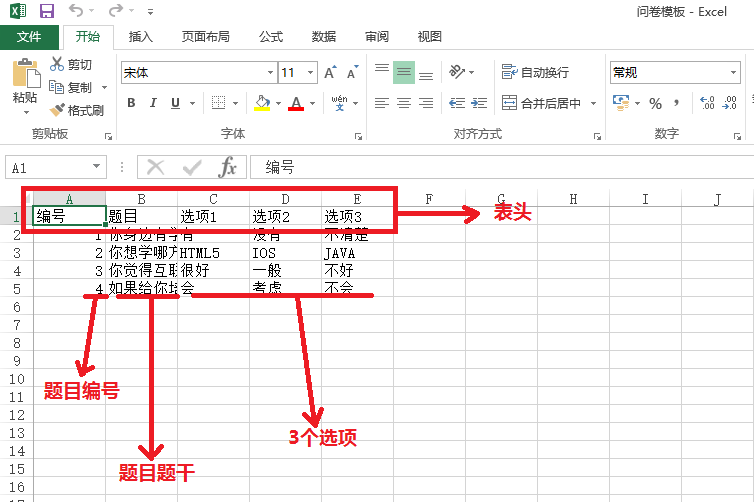 问卷模板 - Excel
文件 开始 插入 页面布局 公式 数据 审阅 视图
剪切
宋体 11 自动换行 常规
复制
粘贴
格式刷
B I U wén 合并后居中 % ,
剪贴板 字体 对齐方式 数字
A1 编号
A B C D E F G H I J
1 编号 题目 选项1 选项2 选项3
表头
2 1 你身边有学有 没有 不清楚
3 2 你想学哪方HTML5 IOS JAVA
4 3 你觉得互联很好 一般 不好
5 4 如果给你培会 考虑 不会
6
7
8
9
10
题目编号
11
12
13
3个选项
14
15
题目题干
16